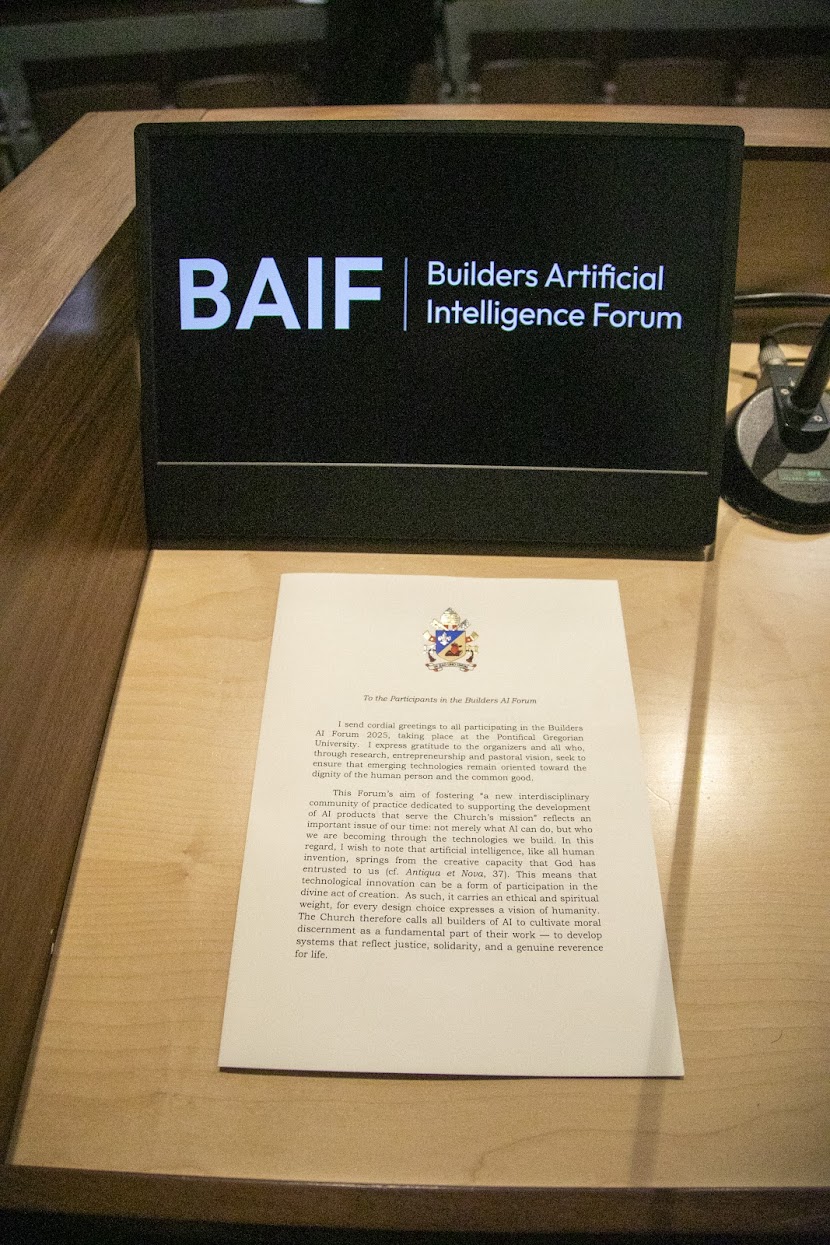 BAIF
Builders Artificial
Intelligence Forum
To the Participants in the Builders AI Forum
I send cordial greetings to all participating in the Builders
AI Forum 2025, taking place at the Pontifical Gregorian
University. I express gratitude to the organizers and all who,
through research, entrepreneurship and pastoral vision, seek to
ensure that emerging technologies remain oriented toward the
dignity of the human person and the common good.
This Forum's aim of fostering “a new interdisciplinary
community of practice dedicated to supporting the development
of AI products that serve the Church's mission” reflects an
important issue of our time: not merely what AI can do, but who
we are becoming through the technologies we build. In this
regard, I wish to note that artificial intelligence, like all human
invention, springs from the creative capacity that God has
entrusted to us (cf. Antiqua et Nova, 37). This means that
technological innovation can be a form of participation in the
divine act of creation. As such, it carries an ethical and spiritual
weight, for every design choice expresses a vision of humanity.
The Church therefore calls all builders of AI to cultivate moral
discernment as a fundamental part of their work — to develop
systems that reflect justice, solidarity, and a genuine reverence
for life.